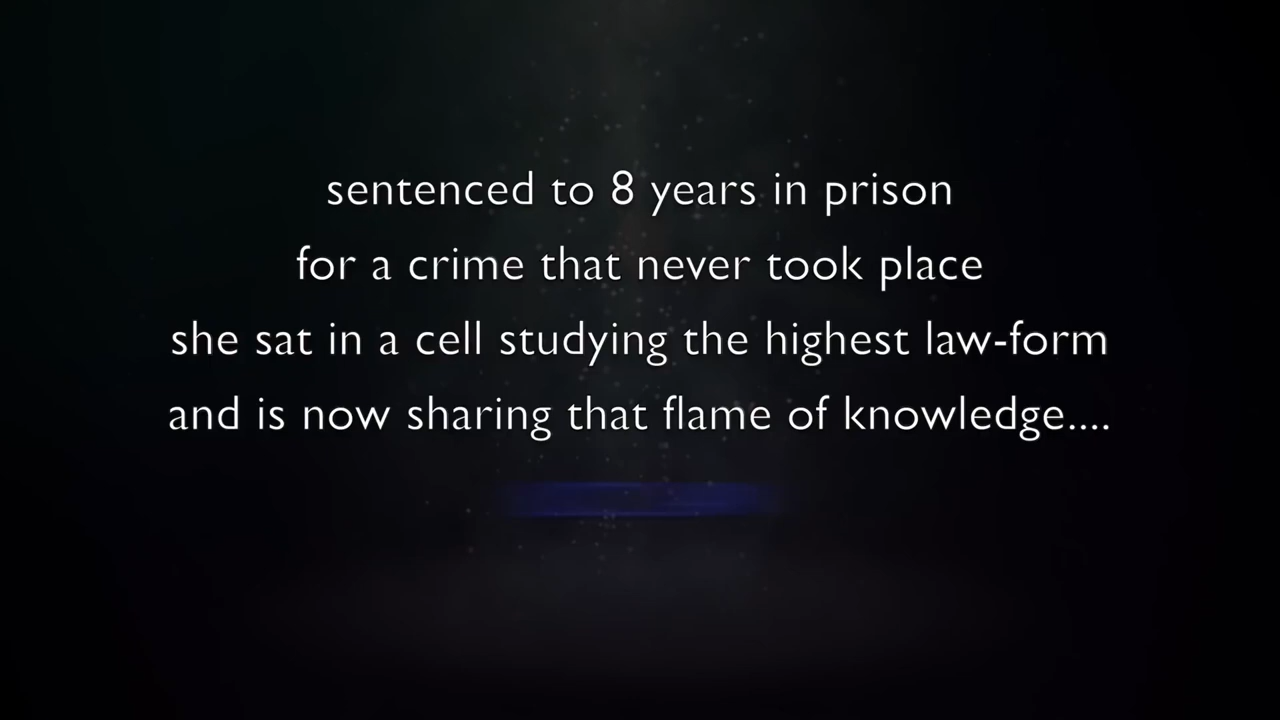 sentenced to 8 years in prison
for a crime that never took place
she sat in a cell studying the highest law-form
and is now sharing that flame of knowledge....